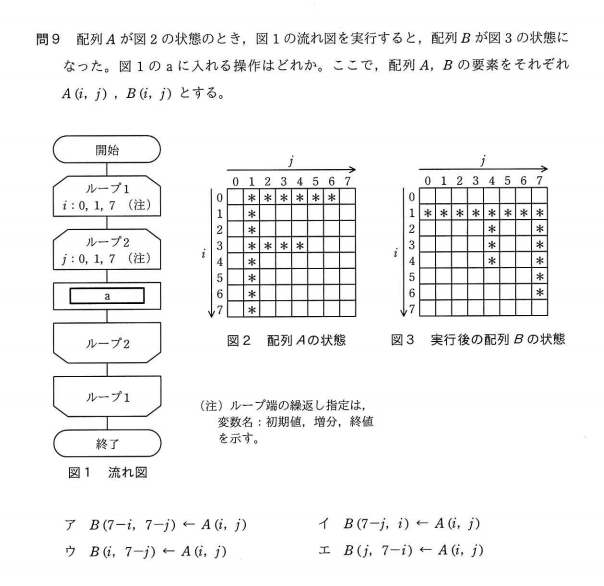 問9 配列 A が図2の状態のとき，図1の流れ図を実行すると，配列 B が図3の状態に
なった。図1の a に入れる操作はどれか。ここで，配列 A，B の要素をそれぞれ
A(i, j)，B(i, j) とする。
開始
ループ1
i：0, 1, 7 （注）
ループ2
j：0, 1, 7 （注）
a
ループ2
ループ1
終了
図1 流れ図
j
0 1 2 3 4 5 6 7
0 * * * * * *
1 *
2 *
3 * * * *
i
4 *
5 *
6 *
7 *
図2 配列 A の状態
j
0 1 2 3 4 5 6 7
0
1 * * * * * * * *
2 * *
3 * *
i
4 * *
5 *
6 *
7
図3 実行後の配列 B の状態
（注）ループ端の繰返し指定は，
変数名：初期値，増分，終値
を示す。
ア B(7−i, 7−j) ← A(i, j)
イ B(7−j, i) ← A(i, j)
ウ B(i, 7−j) ← A(i, j)
エ B(j, 7−i) ← A(i, j)